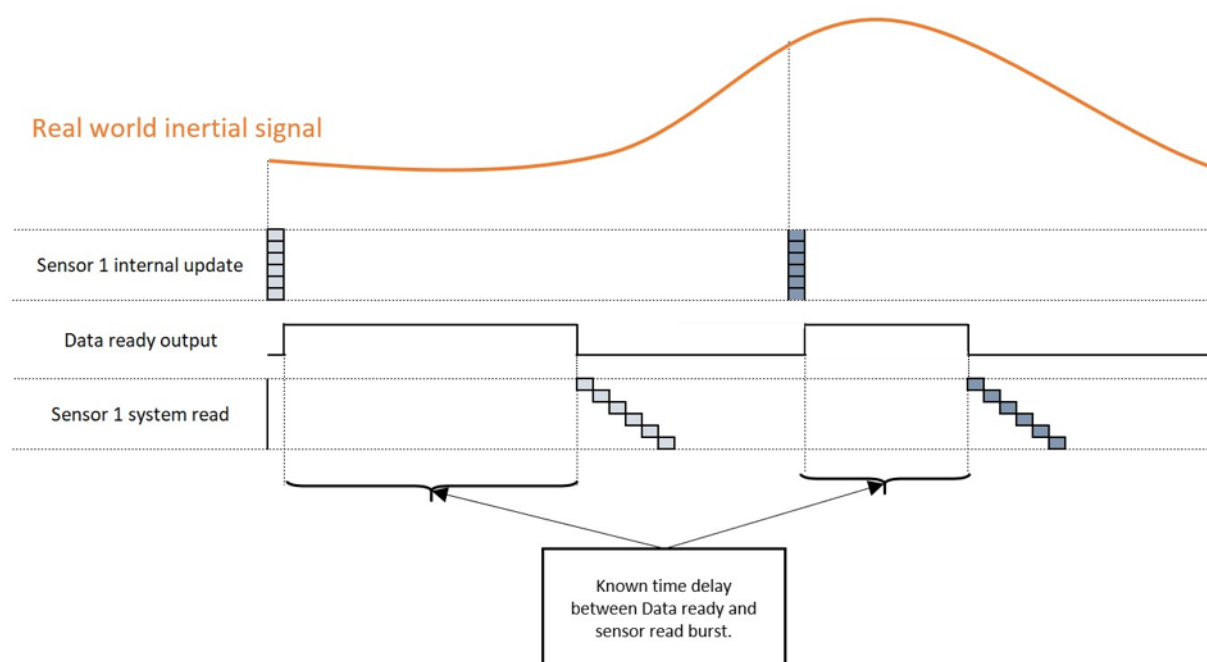 Real world inertial signal
Sensor 1 internal update
Data ready output
Sensor 1 system read
Known time delay
between Data ready and
sensor read burst.